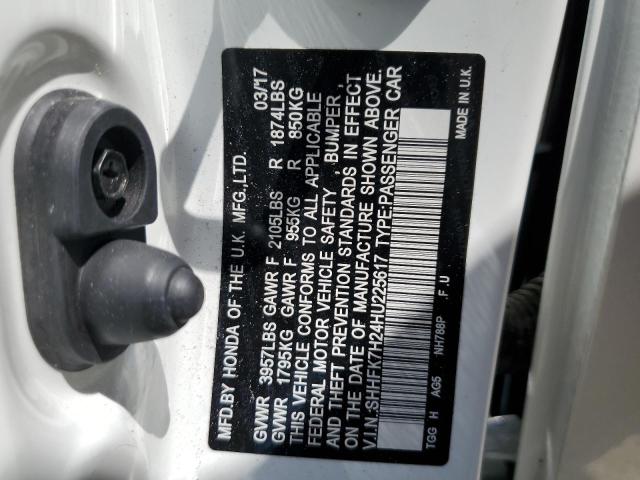 MFD.BY HONDA OF THE U.K. MFG.,LTD. 03/17
GVWR 3957LBS GAWR F 2105LBS R 1874LBS
GVWR 1795KG GAWR F 955KG R 850KG
THIS VEHICLE CONFORMS TO ALL APPLICABLE
FEDERAL MOTOR VEHICLE SAFETY , BUMPER ,
AND THEFT PREVENTION STANDARDS IN EFFECT
ON THE DATE OF MANUFACTURE SHOWN ABOVE.
V.I.N.:SHHFK7H24HU225617 TYPE:PASSENGER CAR
TGG H AG5 NH788P .F .U MADE IN U.K.